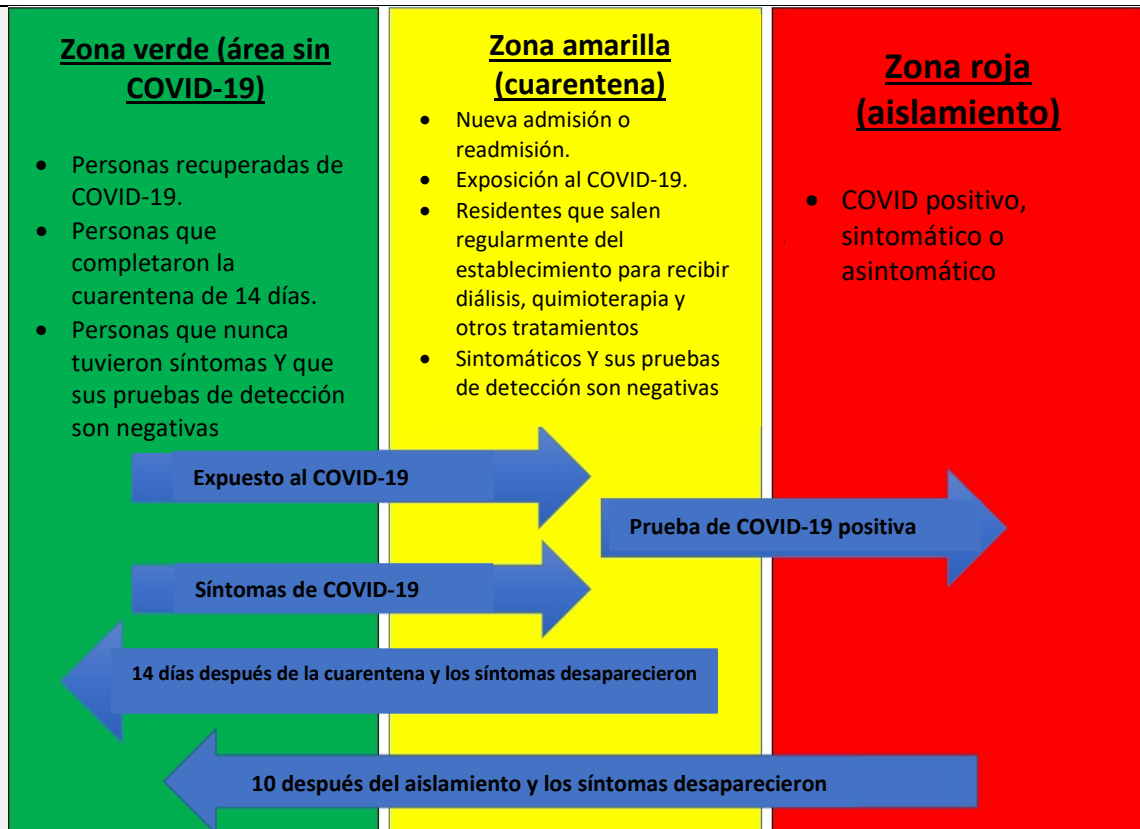 Zona verde (área sin
COVID-19)
• Personas recuperadas de
COVID-19.
• Personas que
completaron la
cuarentena de 14 días.
• Personas que nunca
tuvieron síntomas Y que
sus pruebas de detección
son negativas
Zona amarilla
(cuarentena)
• Nueva admisión o
readmisión.
• Exposición al COVID-19.
• Residentes que salen
regularmente del
establecimiento para recibir
diálisis, quimioterapia y
otros tratamientos
• Sintomáticos Y sus pruebas
de detección son negativas
Zona roja
(aislamiento)
• COVID positivo,
sintomático o
asintomático
Expuesto al COVID-19
Prueba de COVID-19 positiva
Síntomas de COVID-19
14 días después de la cuarentena y los síntomas desaparecieron
10 después del aislamiento y los síntomas desaparecieron